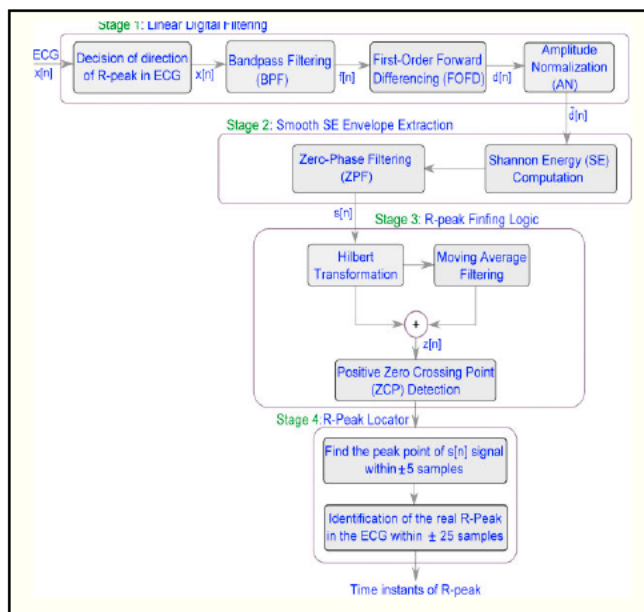 Stage 1: Linear Digital Filtering
ECG
x[n]
Decision of direction
of R-peak in ECG
x[n]
Bandpass Filtering
(BPF)
f[n]
First-Order Forward
Differencing (FOFD)
d[n]
Amplitude
Normalization
(AN)
d̃[n]
Stage 2: Smooth SE Envelope Extraction
Zero-Phase Filtering
(ZPF)
Shannon Energy (SE)
Computation
s[n]
Stage 3: R-peak Finfing Logic
Hilbert
Transformation
Moving Average
Filtering
+
z[n]
Positive Zero Crossing Point
(ZCP) Detection
Stage 4: R-Peak Locator
Find the peak point of s[n] signal
within ±5 samples
Identification of the real R-Peak
in the ECG within ± 25 samples
Time instants of R-peak